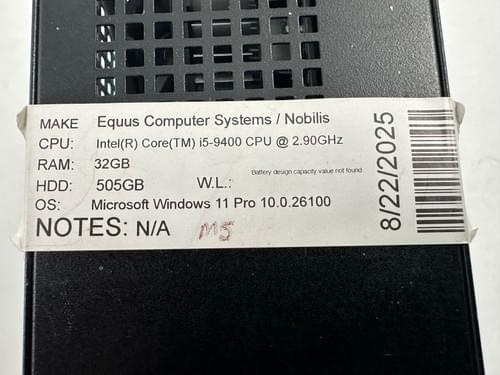 MAKE Equus Computer Systems / Nobilis
CPU: Intel(R) Core(TM) i5-9400 CPU @ 2.90GHz
RAM: 32GB
HDD: 505GB W.L.: Battery design capacity value not found
OS: Microsoft Windows 11 Pro 10.0.26100
NOTES: N/A M5
8/22/2025